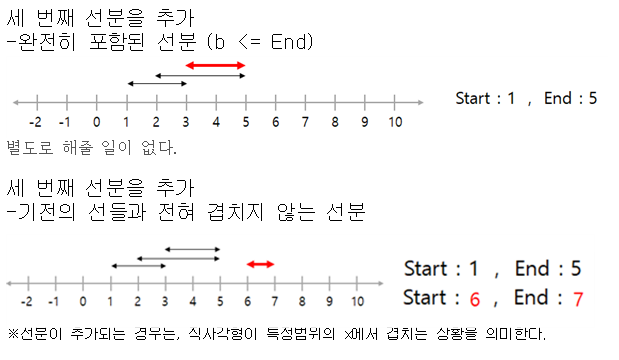 세 번째 선분을 추가
-완전히 포함된 선분 (b <= End)
Start : 1 , End : 5
-2 -1 0 1 2 3 4 5 6 7 8 9 10
별도로 해줄 일이 없다.
세 번째 선분을 추가
-기전의 선들과 전혀 겹치지 않는 선분
Start : 1 , End : 5
Start : 6 , End : 7
-2 -1 0 1 2 3 4 5 6 7 8 9 10
※선문이 추가되는 경우는, 식사각형이 특성범위의 x에서 겹치는 상황을 의미한다.